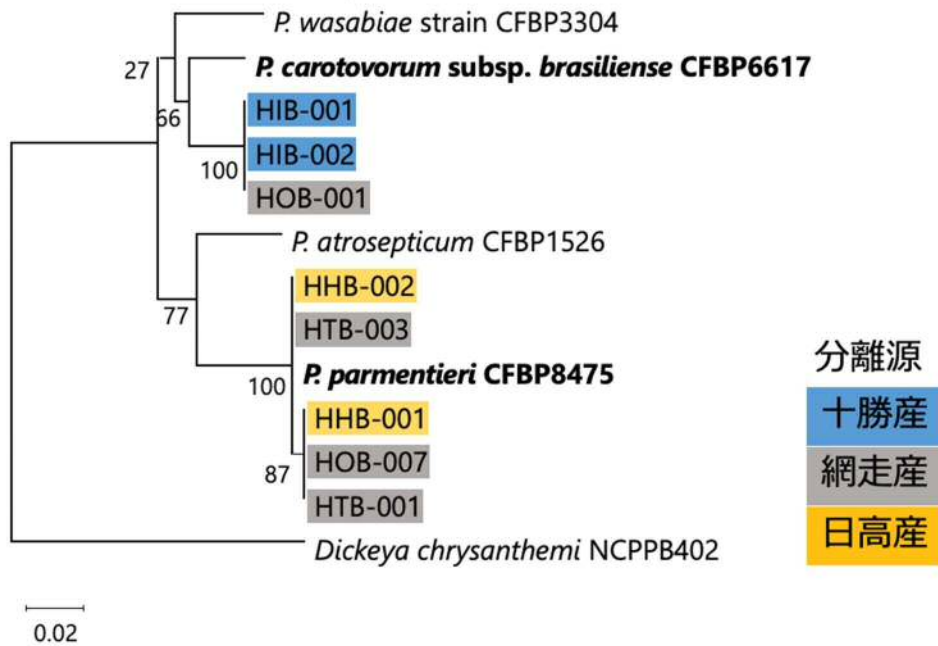 P. wasabiae strain CFBP3304
27
P. carotovorum subsp. brasiliense CFBP6617
66
HIB-001
HIB-002
100
HOB-001
P. atrosepticum CFBP1526
HHB-002
77
HTB-003
P. parmentieri CFBP8475
100
HHB-001
HOB-007
87
HTB-001
Dickeya chrysanthemi NCPPB402
0.02
分離源
十勝産
網走産
日高産